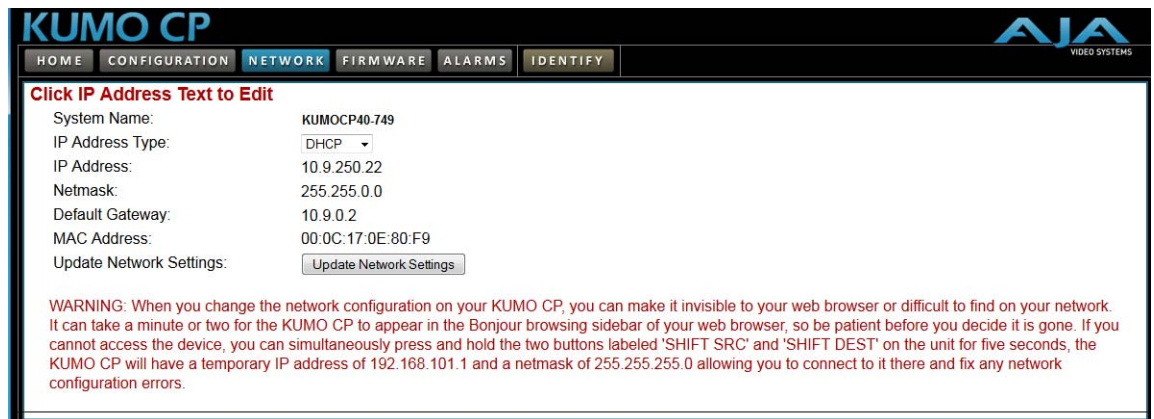 KUMO CP
AJA
VIDEO SYSTEMS
HOME CONFIGURATION NETWORK FIRMWARE ALARMS IDENTIFY
Click IP Address Text to Edit
System Name: KUMOCP40-749
IP Address Type: DHCP
IP Address: 10.9.250.22
Netmask: 255.255.0.0
Default Gateway: 10.9.0.2
MAC Address: 00:0C:17:0E:80:F9
Update Network Settings: Update Network Settings
WARNING: When you change the network configuration on your KUMO CP, you can make it invisible to your web browser or difficult to find on your network.
It can take a minute or two for the KUMO CP to appear in the Bonjour browsing sidebar of your web browser, so be patient before you decide it is gone. If you
cannot access the device, you can simultaneously press and hold the two buttons labeled 'SHIFT SRC' and 'SHIFT DEST' on the unit for five seconds, the
KUMO CP will have a temporary IP address of 192.168.101.1 and a netmask of 255.255.255.0 allowing you to connect to it there and fix any network
configuration errors.